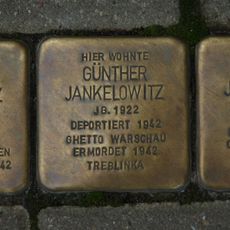 HIER WOHNTE
GÜNTHER
JANKELOWITZ
JG. 1922
DEPORTIERT 1942
GHETTO WARSCHAU
ERMORDET 1942
TREBLINKA